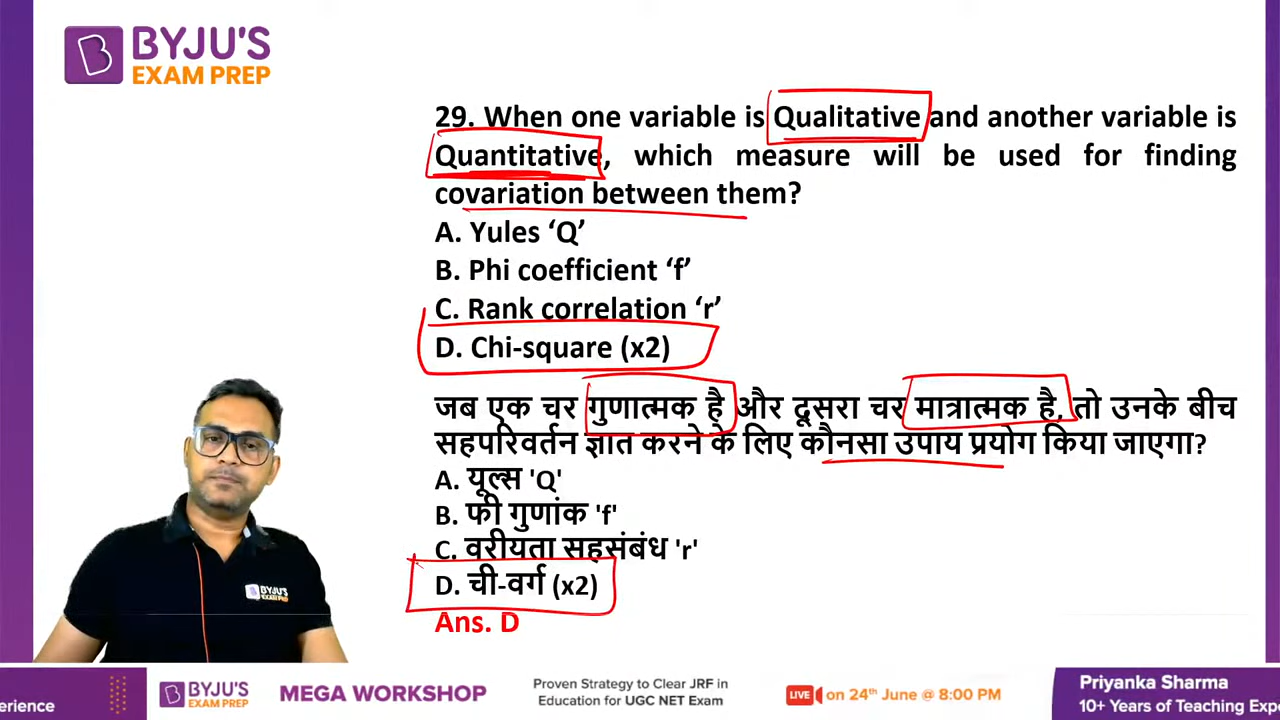 BYJU'S
EXAM PREP
29. When one variable is Qualitative and another variable is
Quantitative, which measure will be used for finding
covariation between them?
A. Yules ‘Q’
B. Phi coefficient ‘f’
C. Rank correlation ‘r’
D. Chi-square (x2)
जब एक चर गुणात्मक है और दूसरा चर मात्रात्मक है, तो उनके बीच
सहपरिवर्तन ज्ञात करने के लिए कौनसा उपाय प्रयोग किया जाएगा?
A. यूल्स 'Q'
B. फी गुणांक 'f'
C. वरीयता सहसंबंध 'r'
D. ची-वर्ग (x2)
Ans. D
BYJU'S
EXAM PREP
erience
BYJU'S
EXAM PREP
MEGA WORKSHOP
Proven Strategy to Clear JRF in
Education for UGC NET Exam
LIVE on 24th June @ 8:00 PM
Priyanka Sharma
10+ Years of Teaching Expe